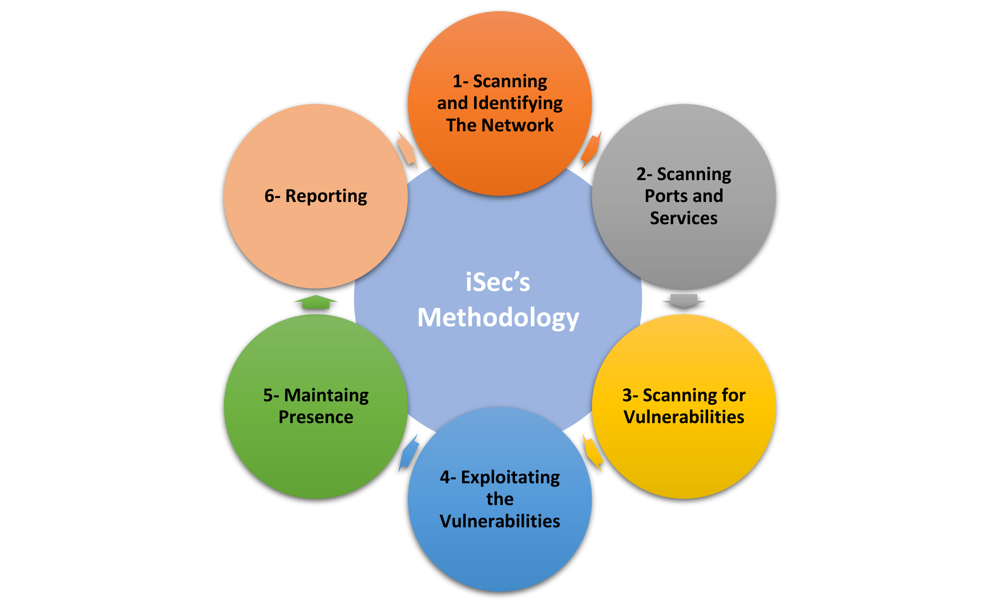 1- Scanning
and Identifying
The Network
2- Scanning
Ports and
Services
3- Scanning for
Vulnerabilities
4- Exploitating
the
Vulnerabilities
5- Maintaing
Presence
6- Reporting
iSec’s
Methodology